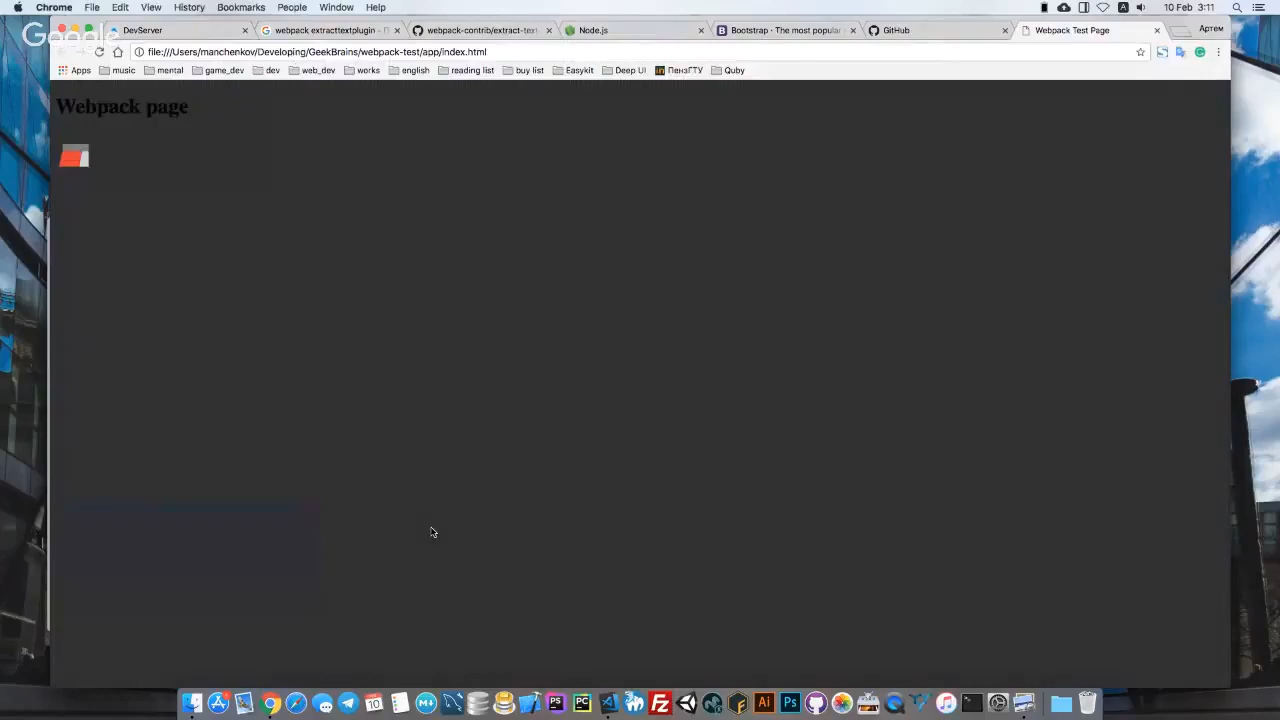 Chrome File Edit View History Bookmarks People Window Help 10 Feb 3:11
Google
DevServer webpack extracttextplugin - П webpack-contrib/extract-tex Node.js Bootstrap - The most popular GitHub Webpack Test Page Артем
file:///Users/manchenkov/Developing/GeekBrains/webpack-test/app/index.html
Apps music mental game_dev dev web_dev works english reading list buy list Easykit Deep UI ПензГТУ Quby
Webpack page